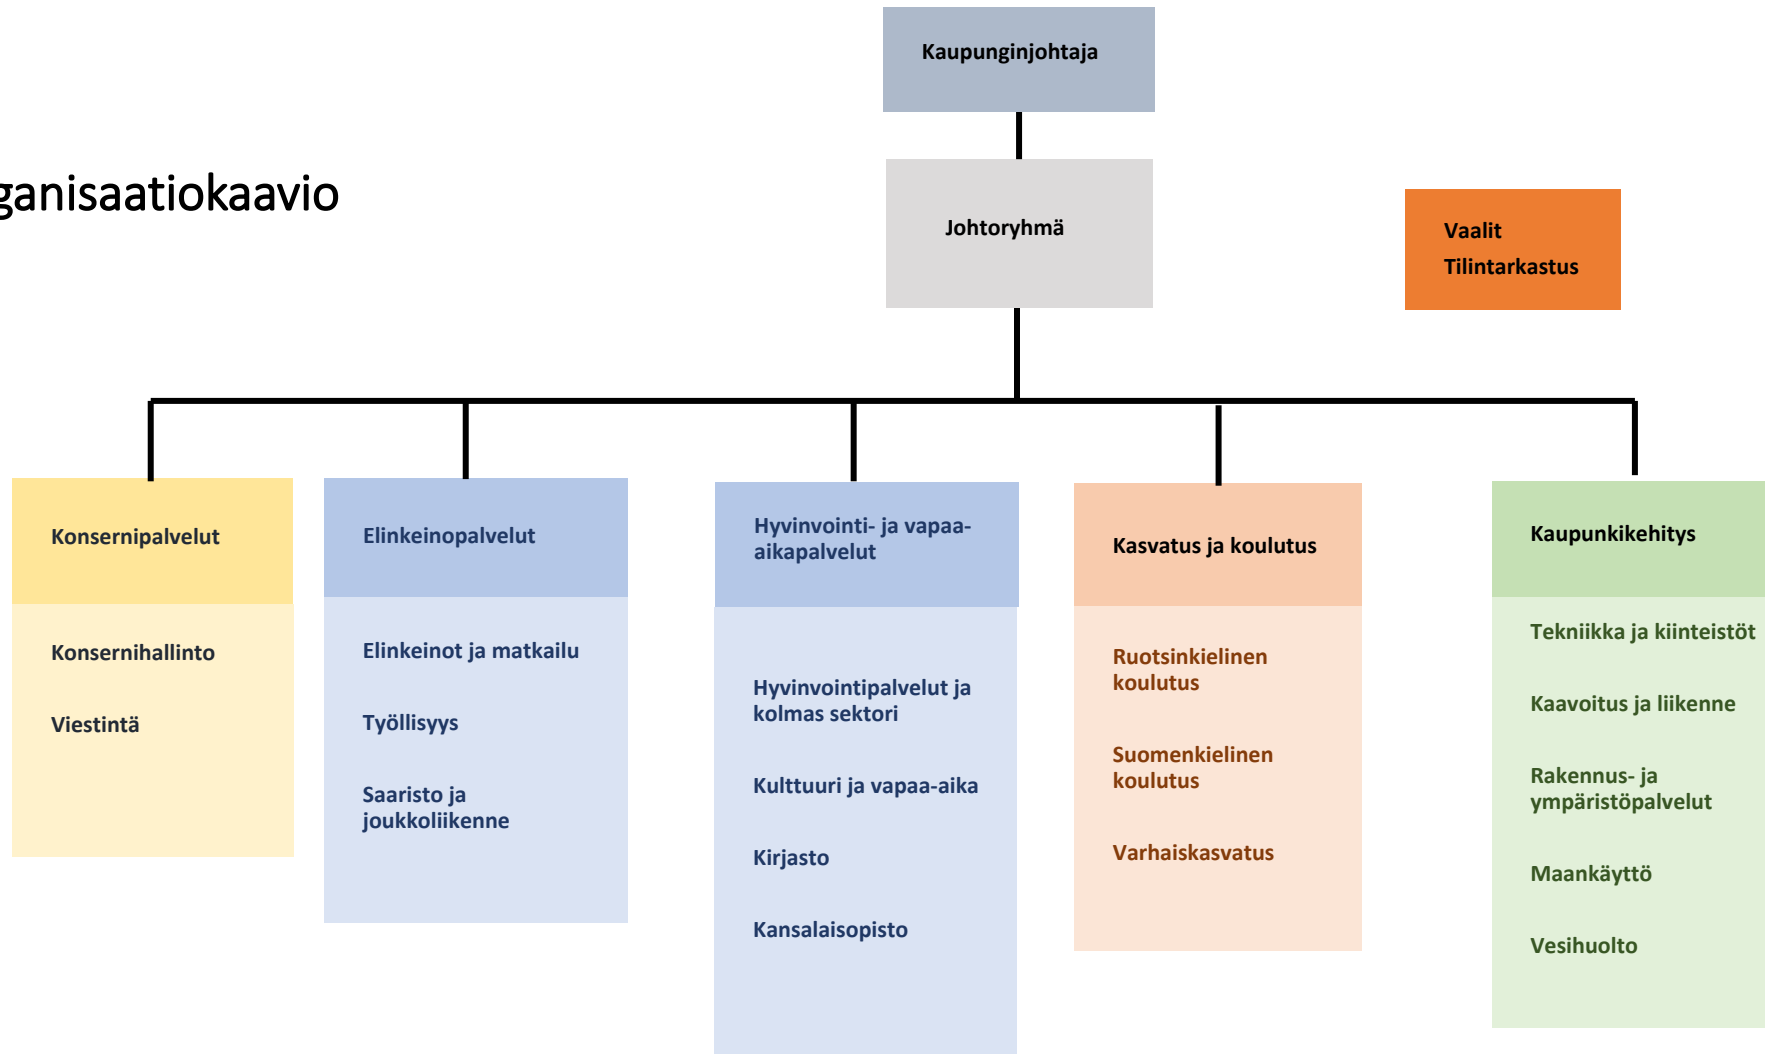 Kaupunginjohtaja
ganisaatiokaavio
Johtoryhmä
Vaalit
Tilintarkastus
Konsernipalvelut
Konsernihallinto
Viestintä
Elinkeinopalvelut
Elinkeinot ja matkailu
Työllisyys
Saaristo ja
joukkoliikenne
Hyvinvointi- ja vapaa-
aikapalvelut
Hyvinvointipalvelut ja
kolmas sektori
Kulttuuri ja vapaa-aika
Kirjasto
Kansalaisopisto
Kasvatus ja koulutus
Ruotsinkielinen
koulutus
Suomenkielinen
koulutus
Varhaiskasvatus
Kaupunkikehitys
Tekniikka ja kiinteistöt
Kaavoitus ja liikenne
Rakennus- ja
ympäristöpalvelut
Maankäyttö
Vesihuolto